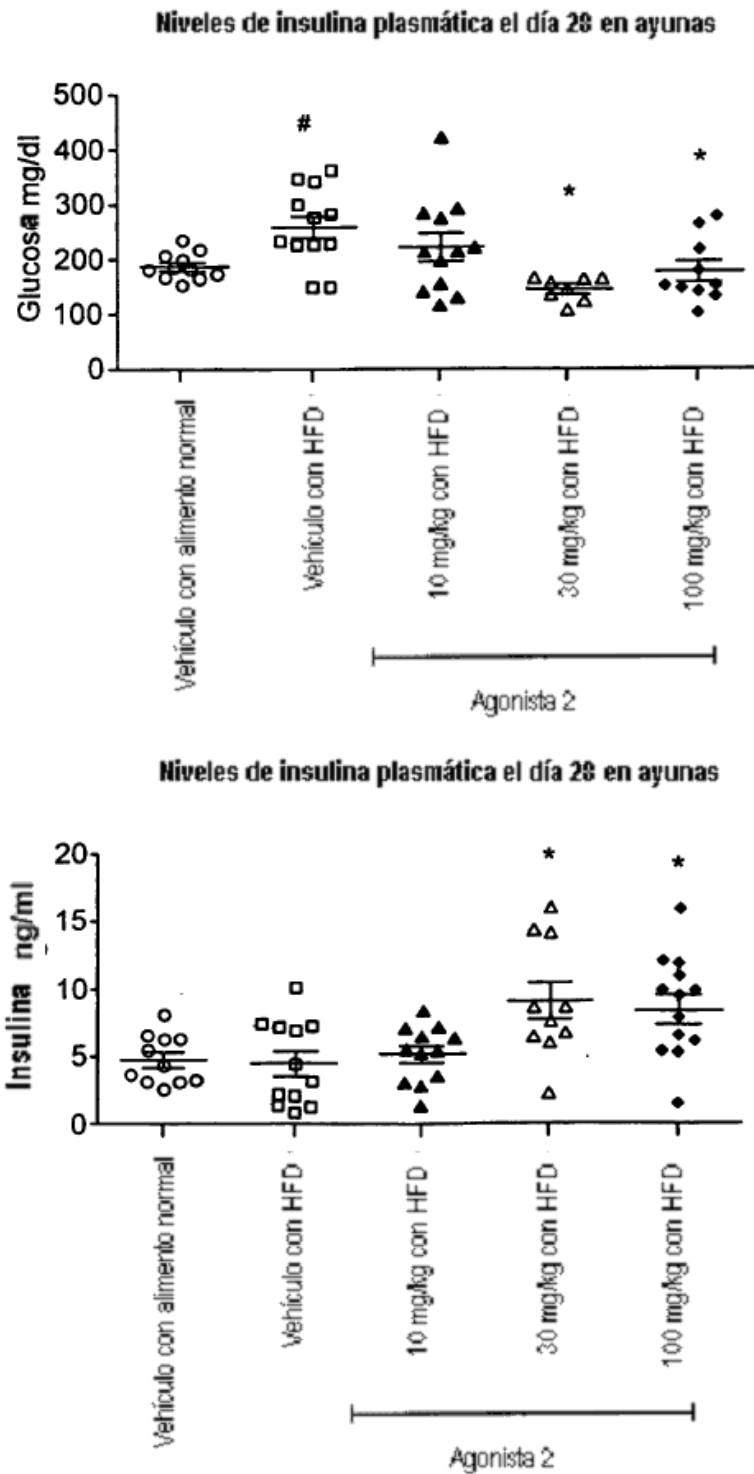 Niveles de insulina plasmática el día 28 en ayunas
500
400
300
200
100
0
Glucosa mg/dl
#
*
*
Vehículo con alimento normal
Vehículo con HFD
10 mg/kg con HFD
30 mg/kg con HFD
100 mg/kg con HFD
Agonista 2
Niveles de insulina plasmática el día 28 en ayunas
20
15
10
5
0
Insulina ng/ml
*
*
Vehículo con alimento normal
Vehículo con HFD
10 mg/kg con HFD
30 mg/kg con HFD
100 mg/kg con HFD
Agonista 2